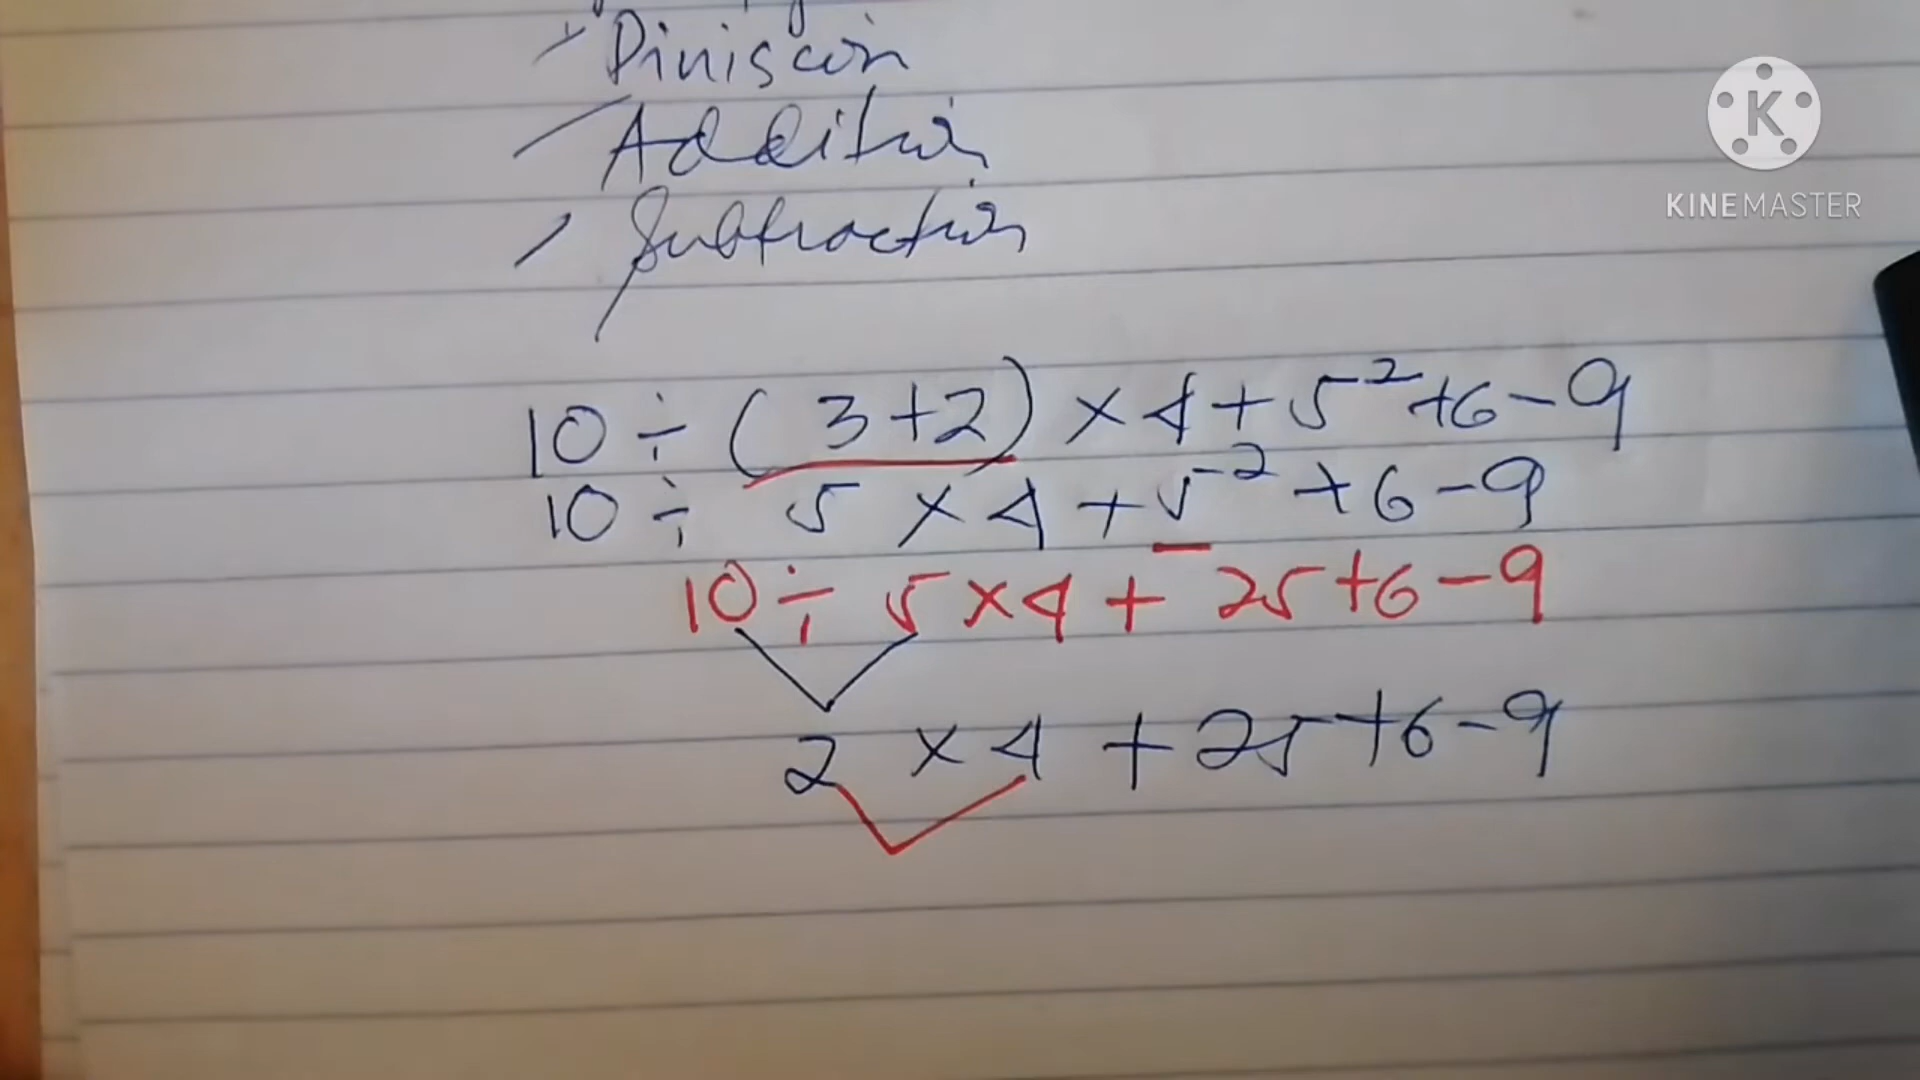 Division
Addition
Subtraction
K
KINEMASTER
10 ÷ (3+2) × 4 + 5² + 6 - 9
10 ÷ 5 × 4 + 5² + 6 - 9
10 ÷ 5 × 4 + 25 + 6 - 9
2 × 4 + 25 + 6 - 9